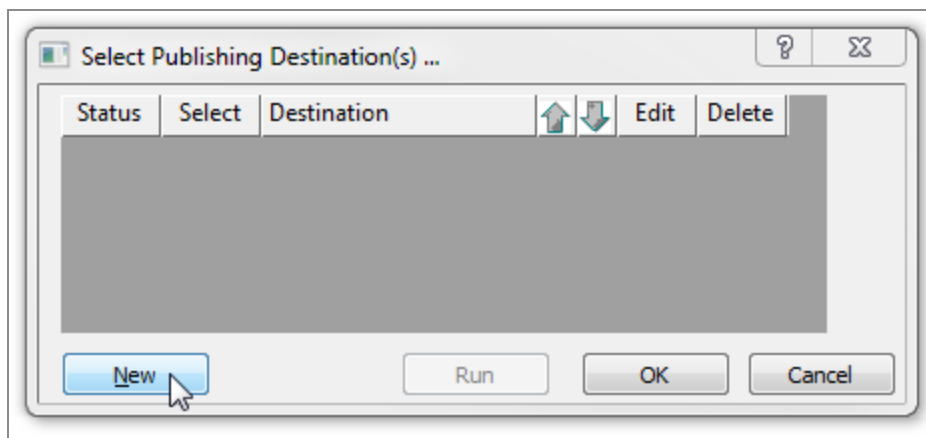 Select Publishing Destination(s) ...
Status Select Destination Edit Delete
New Run OK Cancel